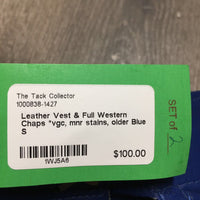 The Tack Collector
1000838-1427
Leather Vest & Full Western
Chaps *vgc, mnr stains, older Blue
S
1WJ5A6
$100.00
SET of 2